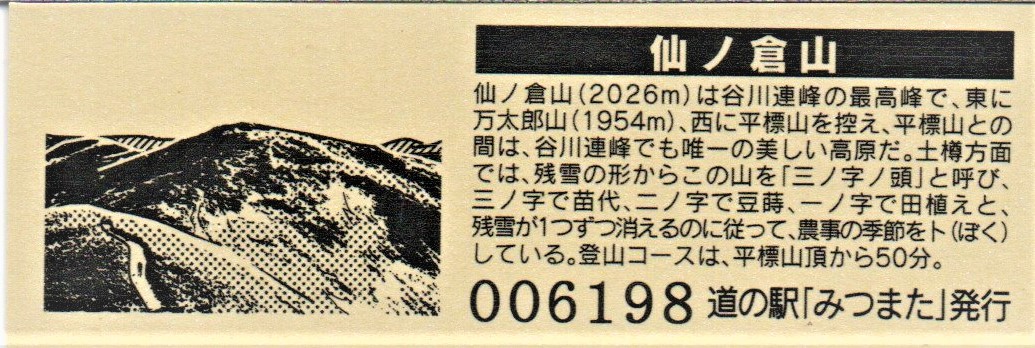 仙ノ倉山
仙ノ倉山(2026m)は谷川連峰の最高峰で、東に
万太郎山(1954m)、西に平標山を控え、平標山との
間は、谷川連峰でも唯一の美しい高原だ。土樽方面
では、残雪の形からこの山を「三ノ字ノ頭」と呼び、
三ノ字で苗代、二ノ字で豆蒔、一ノ字で田植えと、
残雪が1つずつ消えるのに従って、農事の季節をト(ぼく)
している。登山コースは、平標山頂から50分。
006198 道の駅「みつまた」発行